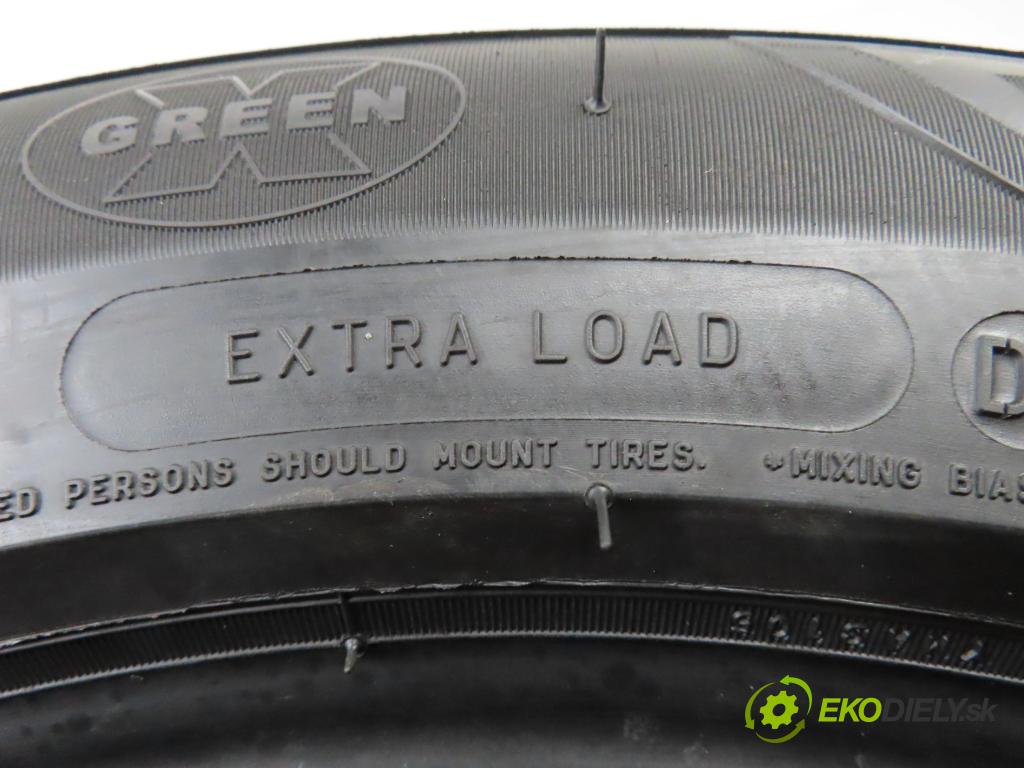 GREEN
X
EXTRA LOAD
D
ED PERSONS SHOULD MOUNT TIRES. *MIXING BIAS
EKODIELY.sk